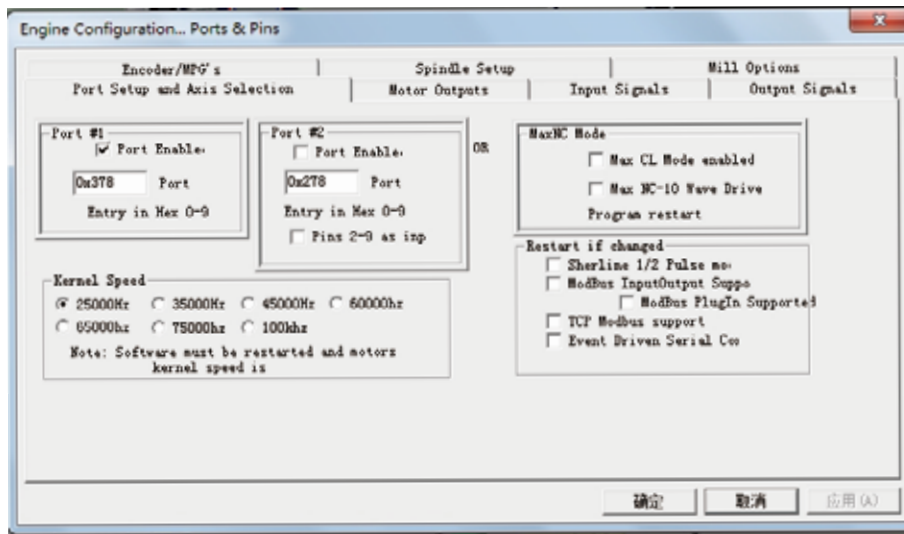 Engine Configuration... Ports & Pins
Encoder/MPG's
Spindle Setup
Mill Options
Port Setup and Axis Selection
Motor Outputs
Input Signals
Output Signals
Port #1
Port Enable.
0x378 Port
Entry in Hex 0-9
Port #2
Port Enable.
0x278 Port
Entry in Hex 0-9
Pins 2-9 as inp
OR
MaxNC Mode
Max CL Mode enabled
Max NC-10 Wave Drive
Program restart
Restart if changed
Sherline 1/2 Pulse mo
ModBus InputOutput Suppo
ModBus PlugIn Supported
TCP Modbus support
Event Driven Serial Co
Kernel Speed
25000Hz 35000Hz 45000Hz 60000hz
65000hz 75000hz 100khz
Note: Software must be restarted and motors
kernel speed is
确定
取消
应用(A)